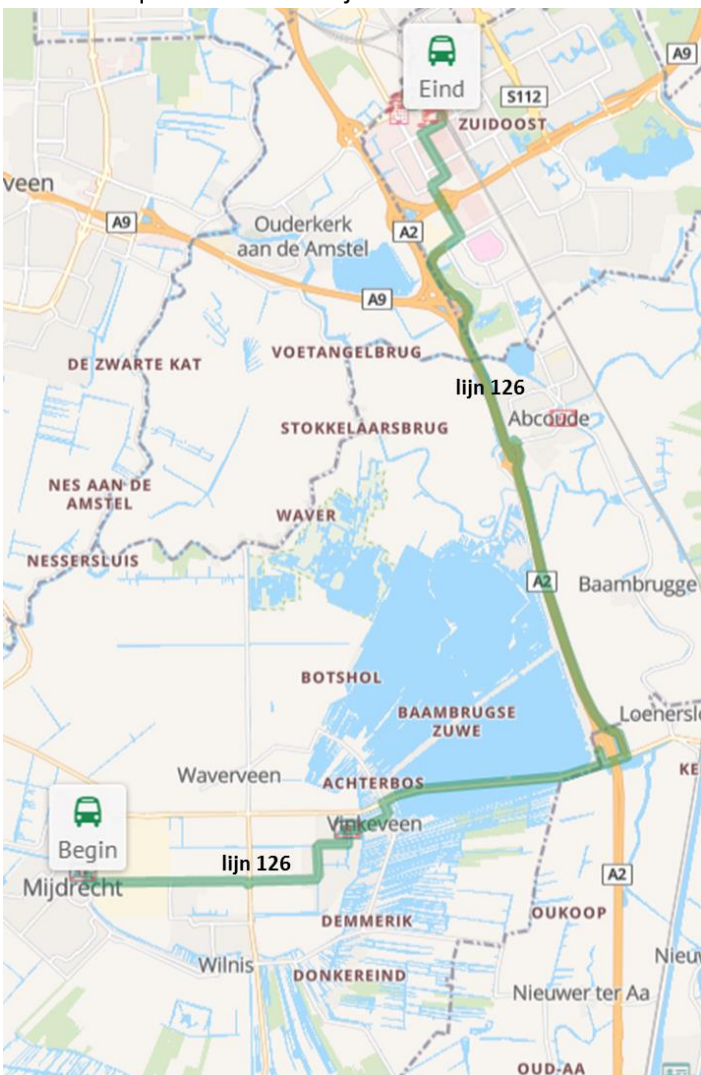 Eind
A9
S112
ZUIDOOST
veen
A9
Ouderkerk
aan de Amstel
A2
A9
DE ZWARTE KAT
VOETANGELBRUG
lijn 126
Abcoude
STOKKELAARSBRUG
NES AAN DE
AMSTEL
WAVER
NESSERSLUIS
A2
Baambrugge
BOTSHOL
BAAMBRUGSE
ZUWE
Loenersl
Waverveen
ACHTERBOS
KE
Begin
Vinkeveen
lijn 126
Mijdrecht
A2
DEMMERIK
OUKOOP
Wilnis
DONKEREIND
Nieuw
Nieuwer ter Aa
OUD-AA